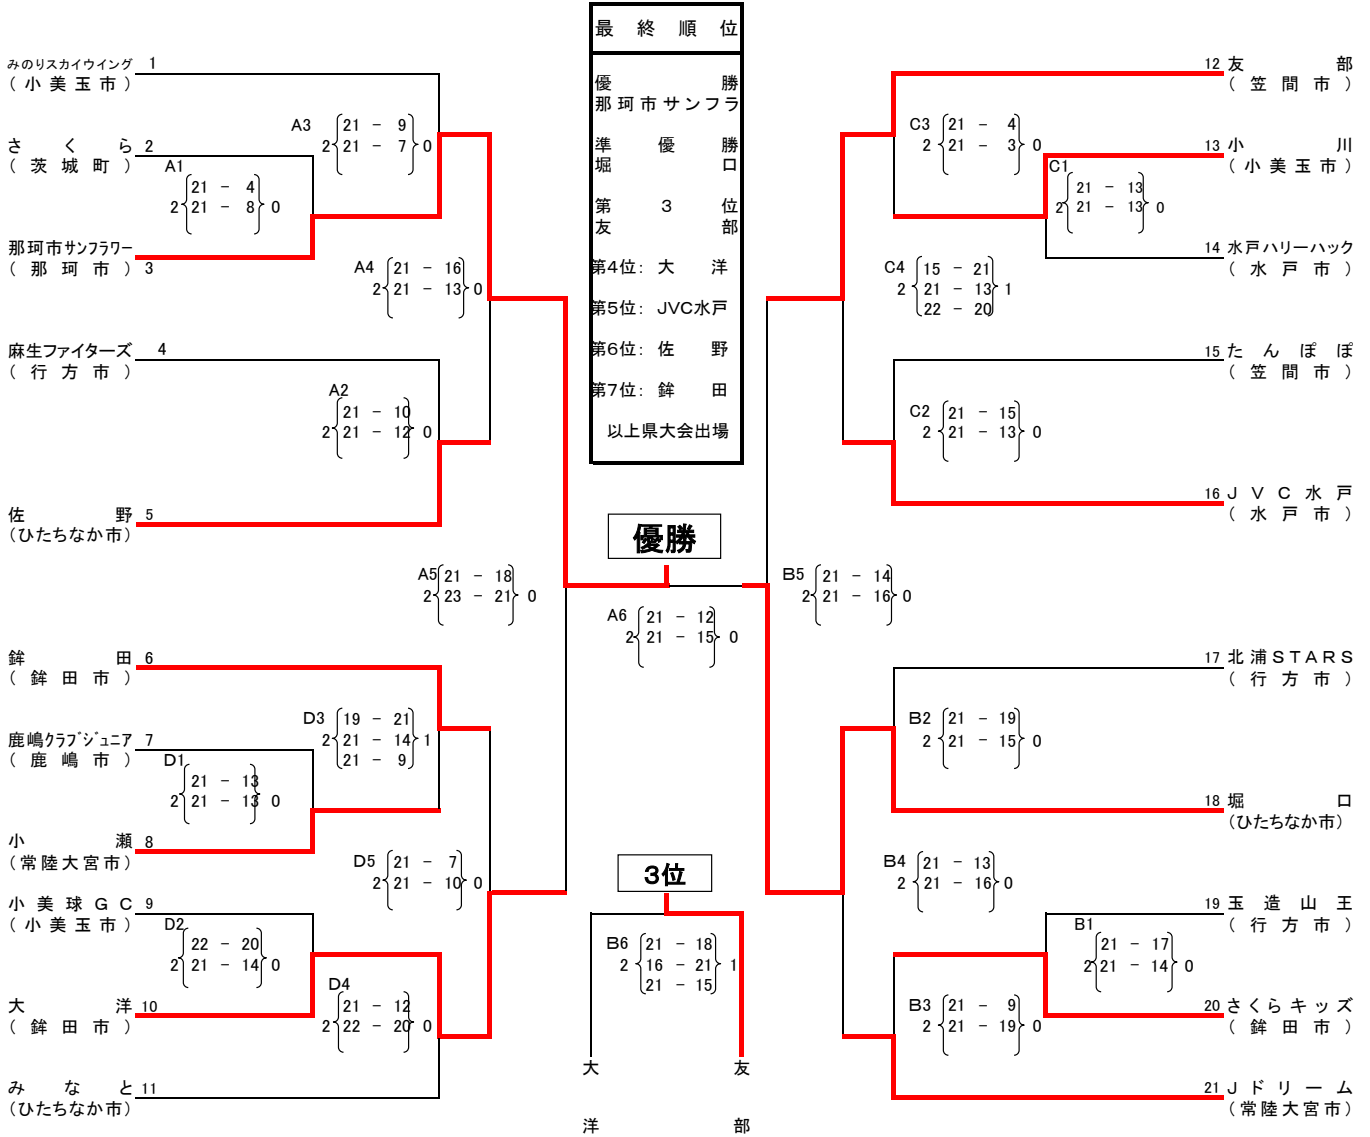 最終順位
優勝
那珂市サンフラ
準優勝
堀口
第3位
友部
第4位: 大洋
第5位: JVC水戸
第6位: 佐野
第7位: 鉾田
以上県大会出場
みのりスカイウイング 1
(小美玉市)
さくら 2
(茨城町)
那珂市サンフラワー
(那珂市) 3
麻生ファイターズ 4
(行方市)
佐野 5
(ひたちなか市)
鉾田 6
(鉾田市)
鹿嶋クラブジュニア 7
(鹿嶋市)
小瀬 8
(常陸大宮市)
小美球GC 9
(小美玉市)
大洋 10
(鉾田市)
みなと 11
(ひたちなか市)
A3
21 - 9
2 21 - 7 0
A1
21 - 4
2 21 - 8 0
A4 21 - 16
2 21 - 13 0
A2
21 - 10
2 21 - 12 0
A5 21 - 18
2 23 - 21 0
D3 19 - 21
2 21 - 14 1
21 - 9
D1
21 - 13
2 21 - 13 0
D5 21 - 7
2 21 - 10 0
D2
22 - 20
2 21 - 14 0
D4
21 - 12
2 22 - 20 0
優勝
A6 21 - 12
2 21 - 15 0
3位
B6 21 - 18
2 16 - 21 1
21 - 15
大洋
友部
C3 21 - 4
2 21 - 3 0
C1
21 - 13
2 21 - 13 0
C4 15 - 21
2 21 - 13 1
22 - 20
C2 21 - 15
2 21 - 13 0
B5 21 - 14
2 21 - 16 0
B2 21 - 19
2 21 - 15 0
B4 21 - 13
2 21 - 16 0
B1
21 - 17
2 21 - 14 0
B3 21 - 9
2 21 - 19 0
12 友部
(笠間市)
13 小川
(小美玉市)
14 水戸ハリーハック
(水戸市)
15 たんぽぽ
(笠間市)
16 JVC水戸
(水戸市)
17 北浦STARS
(行方市)
18 堀口
(ひたちなか市)
19 玉造山王
(行方市)
20 さくらキッズ
(鉾田市)
21 Jドリーム
(常陸大宮市)